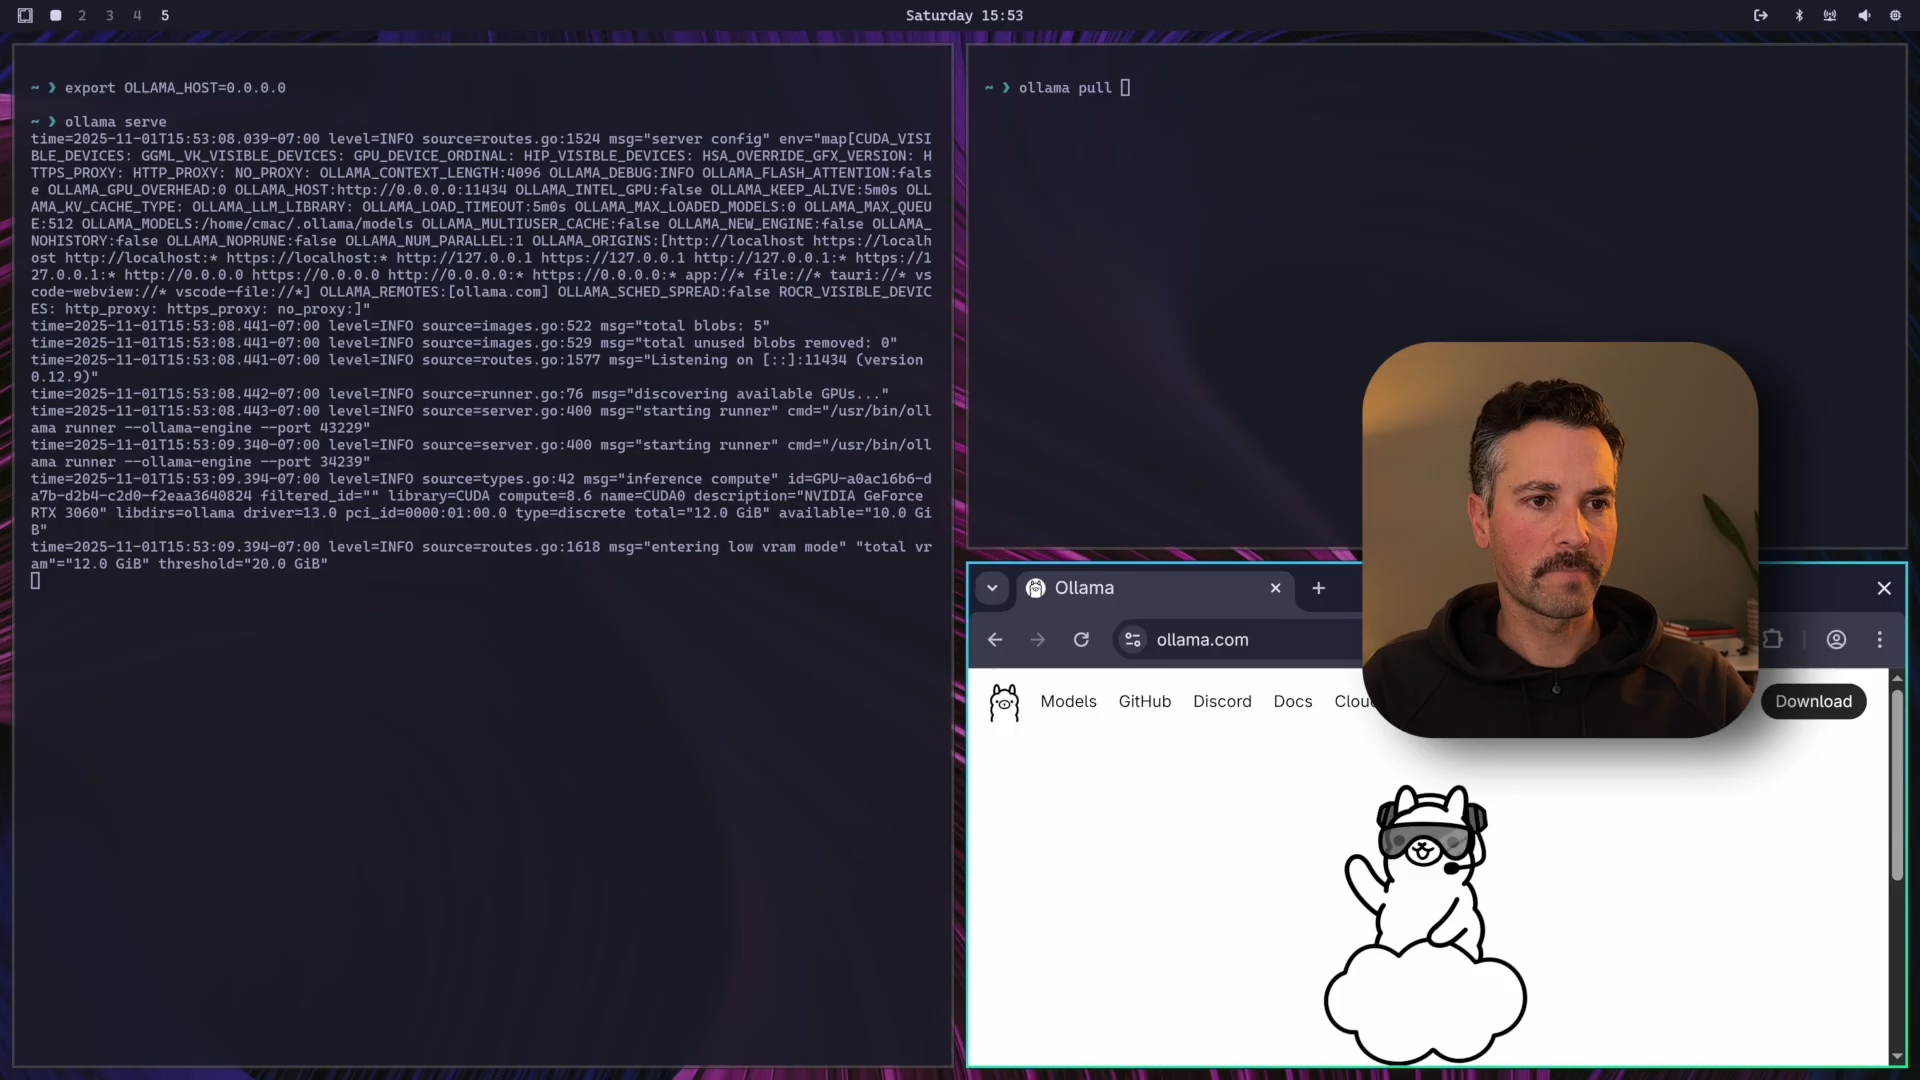 2 3 4 5
Saturday 15:53
~ ❯ export OLLAMA_HOST=0.0.0.0
~ ❯ ollama serve
time=2025-11-01T15:53:08.039-07:00 level=INFO source=routes.go:1524 msg="server config" env="map[CUDA_VISI
BLE_DEVICES: GGML_VK_VISIBLE_DEVICES: GPU_DEVICE_ORDINAL: HIP_VISIBLE_DEVICES: HSA_OVERRIDE_GFX_VERSION: H
TTPS_PROXY: HTTP_PROXY: NO_PROXY: OLLAMA_CONTEXT_LENGTH:4096 OLLAMA_DEBUG:INFO OLLAMA_FLASH_ATTENTION:fals
e OLLAMA_GPU_OVERHEAD:0 OLLAMA_HOST:http://0.0.0.0:11434 OLLAMA_INTEL_GPU:false OLLAMA_KEEP_ALIVE:5m0s OLL
AMA_KV_CACHE_TYPE: OLLAMA_LLM_LIBRARY: OLLAMA_LOAD_TIMEOUT:5m0s OLLAMA_MAX_LOADED_MODELS:0 OLLAMA_MAX_QUEU
E:512 OLLAMA_MODELS:/home/cmac/.ollama/models OLLAMA_MULTIUSER_CACHE:false OLLAMA_NEW_ENGINE:false OLLAMA_
NOHISTORY:false OLLAMA_NOPRUNE:false OLLAMA_NUM_PARALLEL:1 OLLAMA_ORIGINS:[http://localhost https://localh
ost http://localhost:* https://localhost:* http://127.0.0.1 https://127.0.0.1 http://127.0.0.1:* https://1
27.0.0.1:* http://0.0.0.0 https://0.0.0.0 http://0.0.0.0:* https://0.0.0.0:* app://* file://* tauri://* vs
code-webview://* vscode-file://*] OLLAMA_REMOTES:[ollama.com] OLLAMA_SCHED_SPREAD:false ROCR_VISIBLE_DEVIC
ES: http_proxy: https_proxy: no_proxy:]"
time=2025-11-01T15:53:08.441-07:00 level=INFO source=images.go:522 msg="total blobs: 5"
time=2025-11-01T15:53:08.441-07:00 level=INFO source=images.go:529 msg="total unused blobs removed: 0"
time=2025-11-01T15:53:08.441-07:00 level=INFO source=routes.go:1577 msg="Listening on [::]:11434 (version
0.12.9)"
time=2025-11-01T15:53:08.442-07:00 level=INFO source=runner.go:76 msg="discovering available GPUs..."
time=2025-11-01T15:53:08.443-07:00 level=INFO source=server.go:400 msg="starting runner" cmd="/usr/bin/oll
ama runner --ollama-engine --port 43229"
time=2025-11-01T15:53:09.340-07:00 level=INFO source=server.go:400 msg="starting runner" cmd="/usr/bin/oll
ama runner --ollama-engine --port 34239"
time=2025-11-01T15:53:09.394-07:00 level=INFO source=types.go:42 msg="inference compute" id=GPU-a0ac16b6-d
a7b-d2b4-c2d0-f2eaa3640824 filtered_id="" library=CUDA compute=8.6 name=CUDA0 description="NVIDIA GeForce
RTX 3060" libdirs=ollama driver=13.0 pci_id=0000:01:00.0 type=discrete total="12.0 GiB" available="10.0 Gi
B"
time=2025-11-01T15:53:09.394-07:00 level=INFO source=routes.go:1618 msg="entering low vram mode" "total vr
am"="12.0 GiB" threshold="20.0 GiB"
~ ❯ ollama pull
Ollama
ollama.com
Models GitHub Discord Docs Download